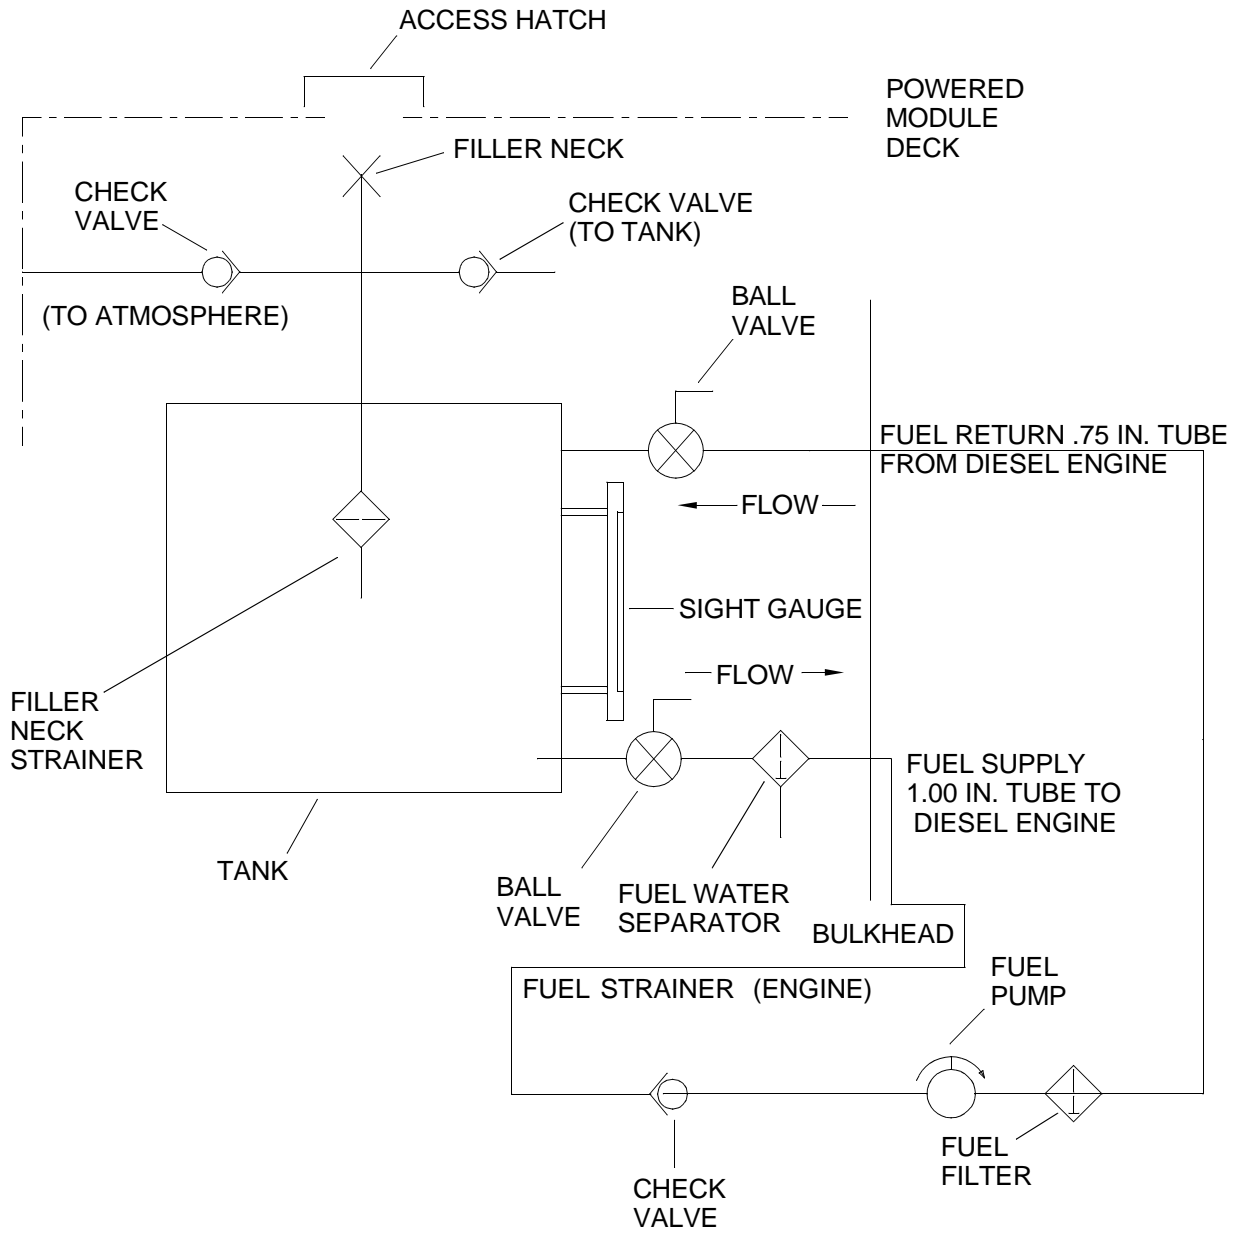 ACCESS HATCH
POWERED
MODULE
DECK
FILLER NECK
CHECK
VALVE
CHECK VALVE
(TO TANK)
(TO ATMOSPHERE)
BALL
VALVE
FUEL RETURN .75 IN. TUBE
FROM DIESEL ENGINE
FLOW
SIGHT GAUGE
FLOW
FILLER
NECK
STRAINER
FUEL SUPPLY
1.00 IN. TUBE TO
DIESEL ENGINE
TANK
BALL
VALVE
FUEL WATER
SEPARATOR
BULKHEAD
FUEL STRAINER (ENGINE)
FUEL
PUMP
FUEL
FILTER
CHECK
VALVE